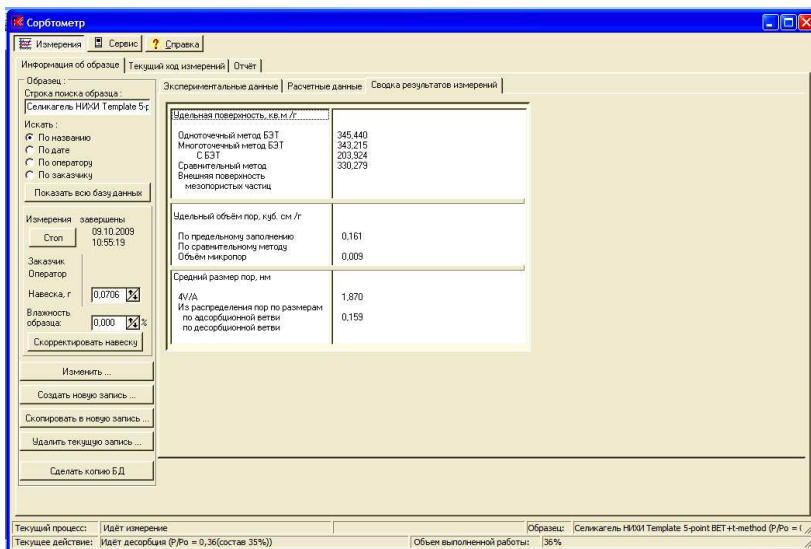 Сорбтометр
Измерения Сервис ? Справка
Информация об образце Текущий ход измерений Отчёт
Образец :
Строка поиска образца :
Селикагель НИХИ Template 5-p
Искать :
По названию
По дате
По оператору
По заказчику
Показать всю базу данных
Измерения завершены
Стоп 09.10.2009
10:55:19
Заказчик
Оператор
Навеска, г 0,0706
Влажность
образца: 0,000 %
Скорректировать навеску
Изменить ...
Создать новую запись ...
Скопировать в новую запись ...
Удалить текущую запись ...
Сделать копию БД
Экспериментальные данные Расчетные данные Сводка результатов измерений
Удельная поверхность, кв.м /г
Одноточечный метод БЭТ 345,440
Многоточечный метод БЭТ 343,215
С БЭТ 203,924
Сравнительный метод 330,279
Внешняя поверхность
мезопористых частиц
Удельный объём пор, куб. см /г
По предельному заполнению 0,161
По сравнительному методу
Объём микропор 0,009
Средний размер пор, нм
4V/A 1,870
Из распределения пор по размерам
по адсорбционной ветви 0,159
по десорбционной ветви
Текущий процесс: Идёт измерение Образец: Селикагель НИХИ Template 5-point BET+t-method (P/Po = (
Текущее действие: Идёт десорбция (P/Po = 0,36(состав 35%)) Объем выполненной работы: 36%